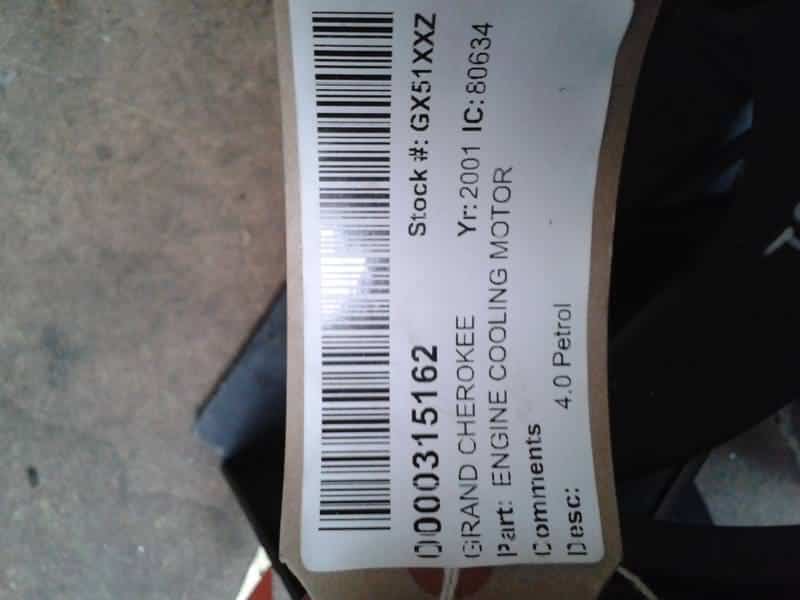 0000315162 Stock #: GX51XXZ
GRAND CHEROKEE Yr: 2001 IC: 80634
Part: ENGINE COOLING MOTOR
Comments
Desc: 4.0 Petrol